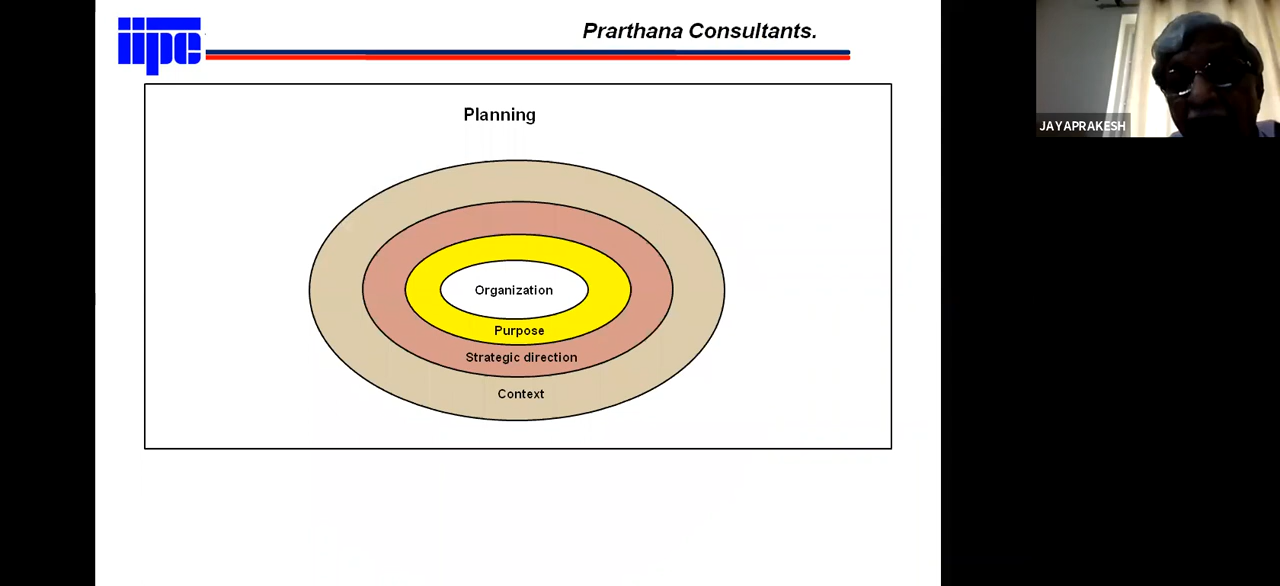 iipc
Prarthana Consultants.
JAYAPRAKESH
Planning
Organization
Purpose
Strategic direction
Context